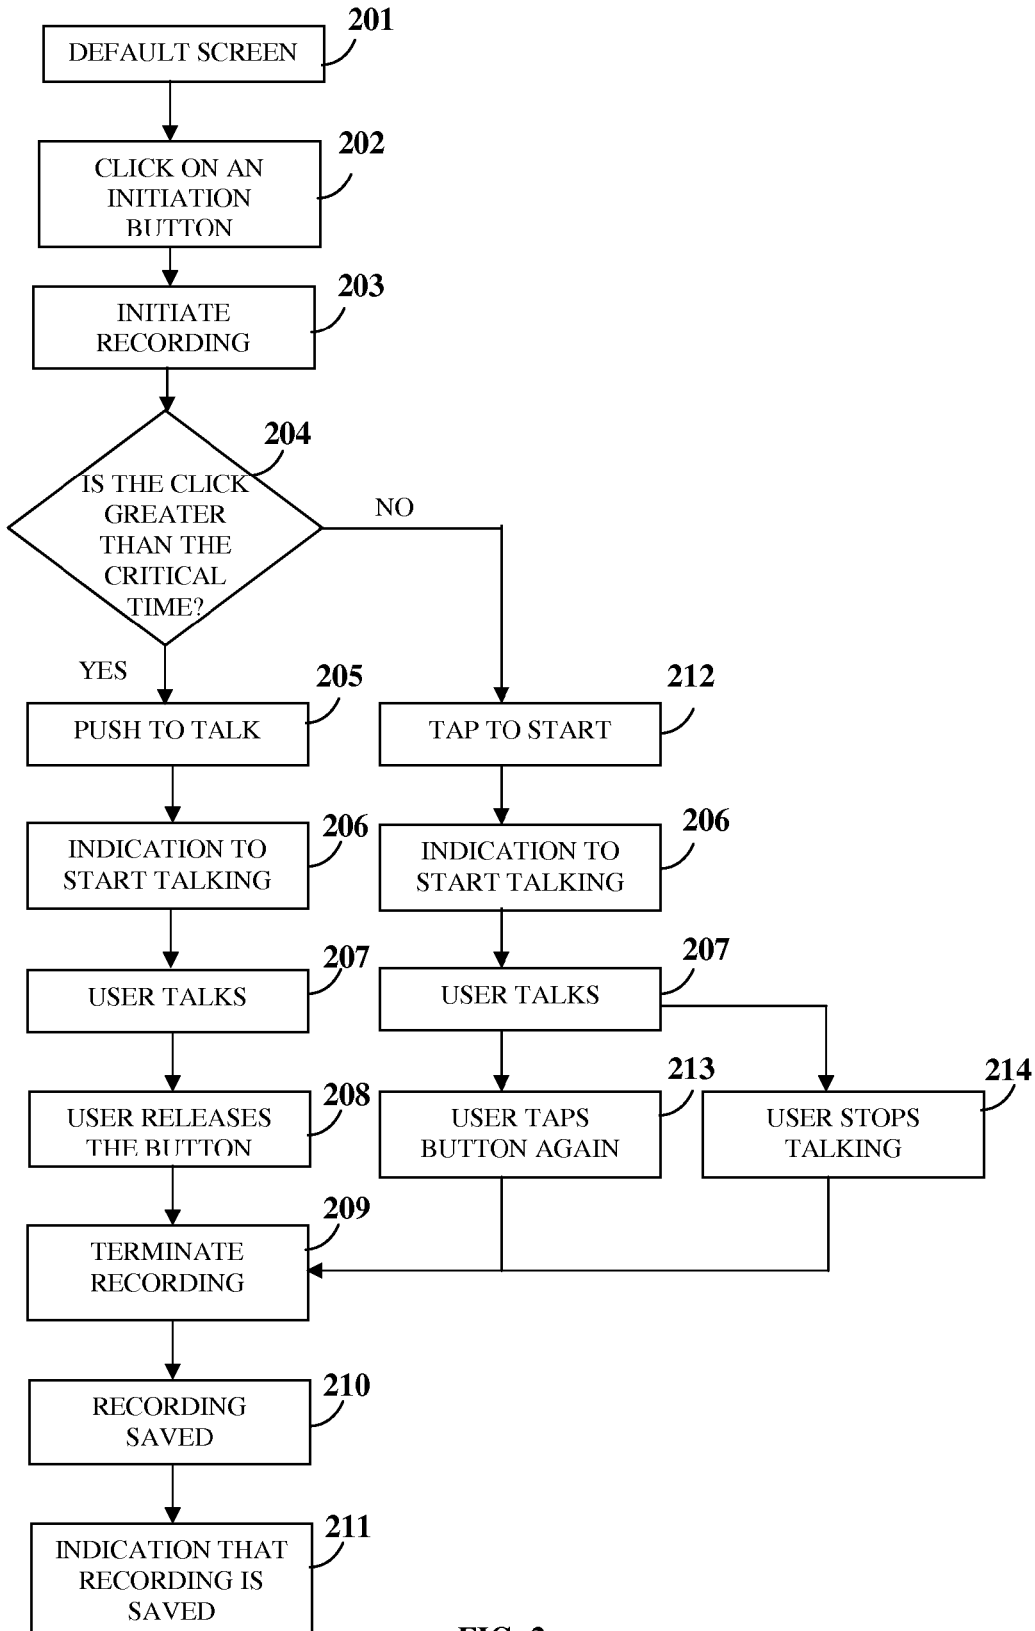 201
DEFAULT SCREEN
202
CLICK ON AN
INITIATION
BUTTON
203
INITIATE
RECORDING
204
IS THE CLICK
GREATER
THAN THE
CRITICAL
TIME?
NO
YES
205
PUSH TO TALK
212
TAP TO START
206
INDICATION TO
START TALKING
206
INDICATION TO
START TALKING
207
USER TALKS
207
USER TALKS
208
USER RELEASES
THE BUTTON
213
USER TAPS
BUTTON AGAIN
214
USER STOPS
TALKING
209
TERMINATE
RECORDING
210
RECORDING
SAVED
211
INDICATION THAT
RECORDING IS
SAVED
FIG. 2